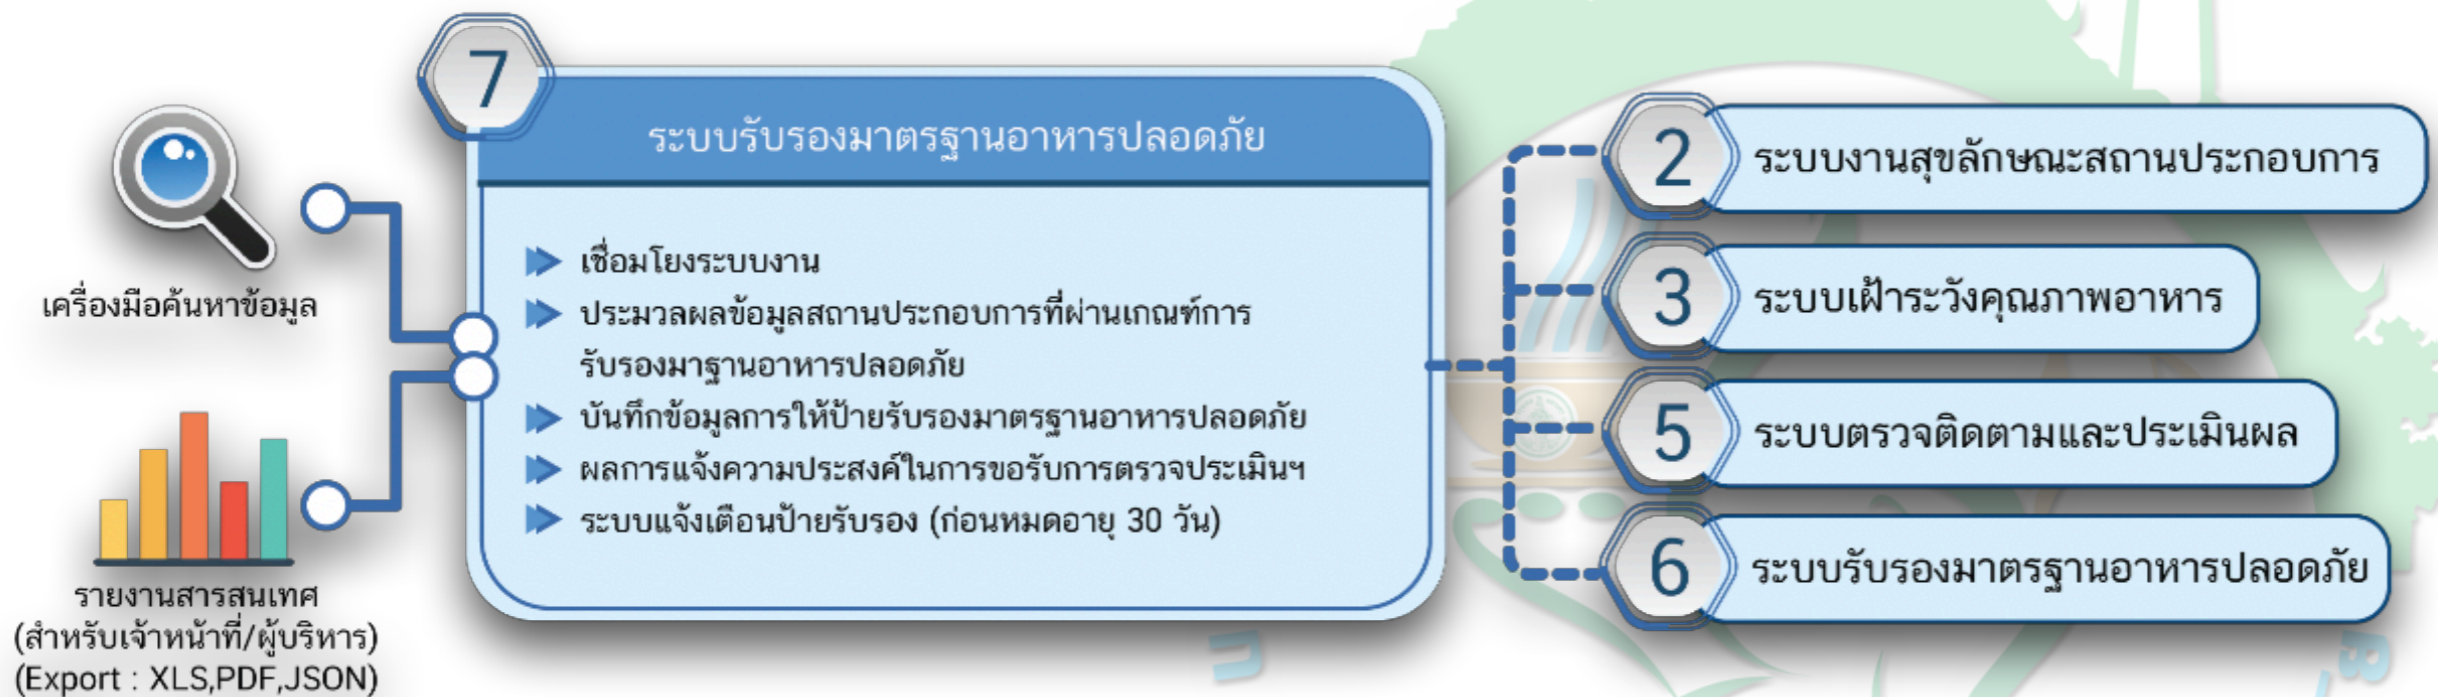 7
ระบบรับรองมาตรฐานอาหารปลอดภัย
เครื่องมือค้นหาข้อมูล
รายงานสารสนเทศ
(สำหรับเจ้าหน้าที่/ผู้บริหาร)
(Export : XLS,PDF,JSON)
เชื่อมโยงระบบงาน
ประมวลผลข้อมูลสถานประกอบการที่ผ่านเกณฑ์การ
รับรองมาฐานอาหารปลอดภัย
บันทึกข้อมูลการให้ป้ายรับรองมาตรฐานอาหารปลอดภัย
ผลการแจ้งความประสงค์ในการขอรับการตรวจประเมินฯ
ระบบแจ้งเตือนป้ายรับรอง (ก่อนหมดอายุ 30 วัน)
2 ระบบงานสุขลักษณะสถานประกอบการ
3 ระบบเฝ้าระวังคุณภาพอาหาร
5 ระบบตรวจติดตามและประเมินผล
6 ระบบรับรองมาตรฐานอาหารปลอดภัย